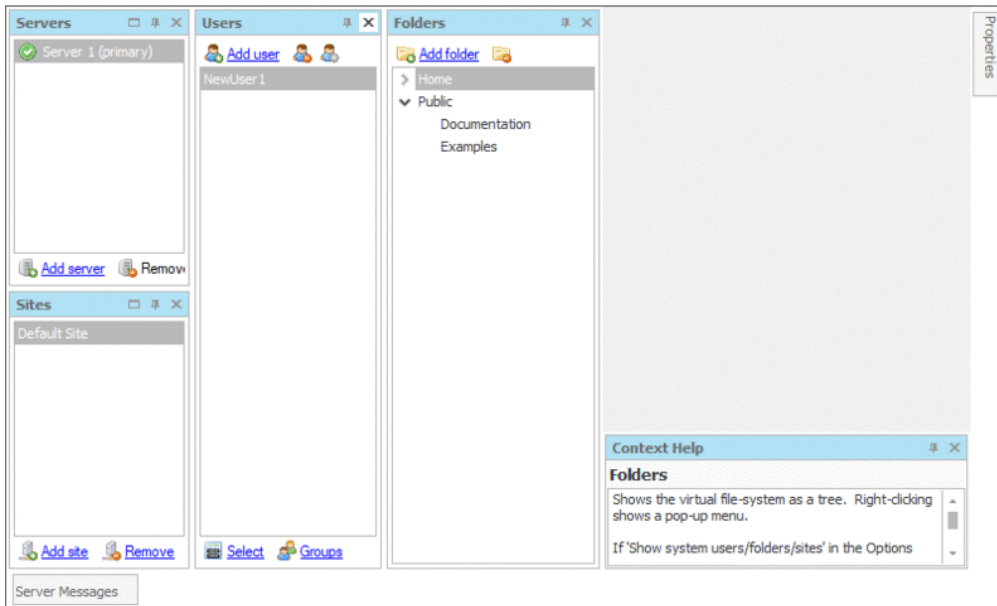 Servers
Server 1 (primary)
Add server
Remov
Sites
Default Site
Add site
Remove
Users
Add user
NewUser1
Select
Groups
Folders
Add folder
Home
Public
Documentation
Examples
Properties
Context Help
Folders
Shows the virtual file-system as a tree. Right-clicking
shows a pop-up menu.
If 'Show system users/folders/sites' in the Options
Server Messages